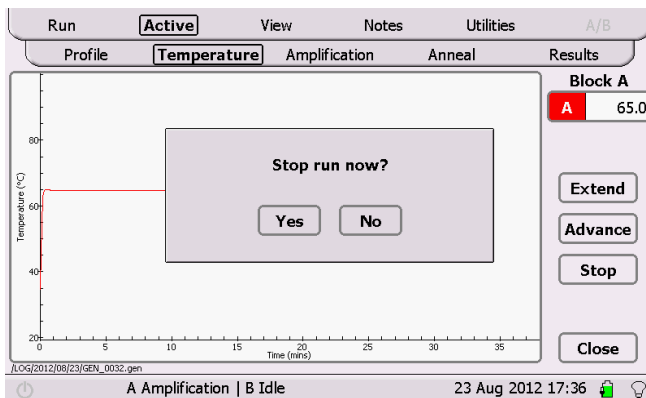 Run Active View Notes Utilities A/B
Profile Temperature Amplification Anneal Results
Block A
A 65.0
Stop run now?
Yes No
Extend
Advance
Stop
Close
Temperature (°C)
80
60
40
20
0 5 10 15 20 25 30 35
Time (mins)
/LOG/2012/08/23/GEN_0032.gen
A Amplification | B Idle 23 Aug 2012 17:36